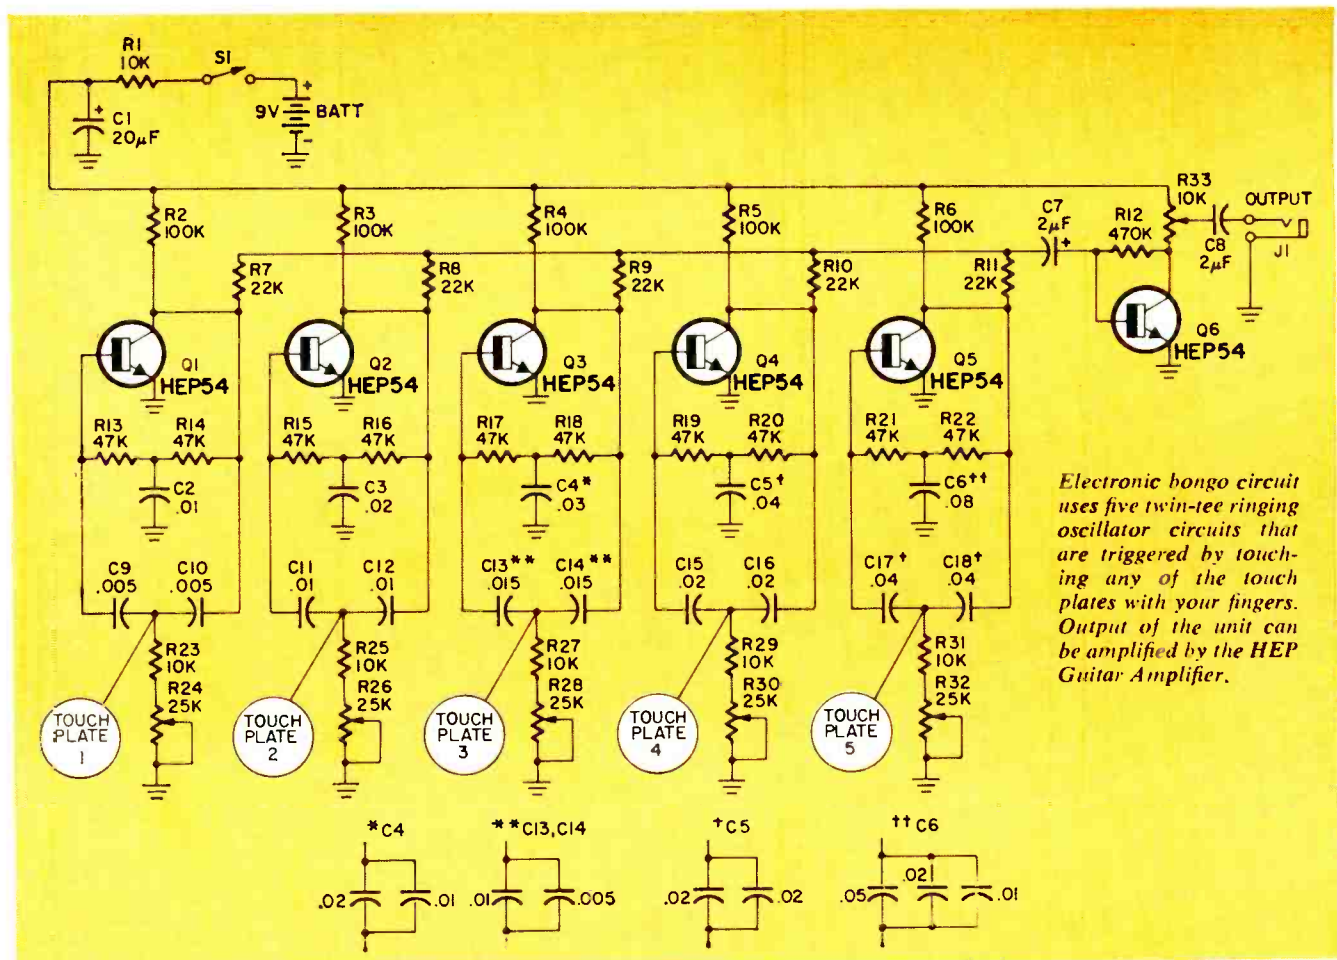 R1
10K
S1
+
9V
BATT
-
+
C1
20µF
R2
100K
R3
100K
R4
100K
R5
100K
R6
100K
R33
10K
OUTPUT
C7
2µF
+
R12
470K
C8
2µF
J1
R7
22K
R8
22K
R9
22K
R10
22K
R11
22K
Q1
HEP54
Q2
HEP54
Q3
HEP54
Q4
HEP54
Q5
HEP54
Q6
HEP54
R13
47K
R14
47K
R15
47K
R16
47K
R17
47K
R18
47K
R19
47K
R20
47K
R21
47K
R22
47K
C2
.01
C3
.02
C4*
.03
C5†
.04
C6††
.08
C9
.005
C10
.005
C11
.01
C12
.01
C13**
.015
C14**
.015
C15
.02
C16
.02
C17†
.04
C18†
.04
R23
10K
R24
25K
R25
10K
R26
25K
R27
10K
R28
25K
R29
10K
R30
25K
R31
10K
R32
25K
TOUCH
PLATE
1
TOUCH
PLATE
2
TOUCH
PLATE
3
TOUCH
PLATE
4
TOUCH
PLATE
5
Electronic bongo circuit
uses five twin-tee ringing
oscillator circuits that
are triggered by touch-
ing any of the touch
plates with your fingers.
Output of the unit can
be amplified by the HEP
Guitar Amplifier.
*C4
.02
.01
**C13,C14
.01
.005
†C5
.02
.02
††C6
.05
.02
.01